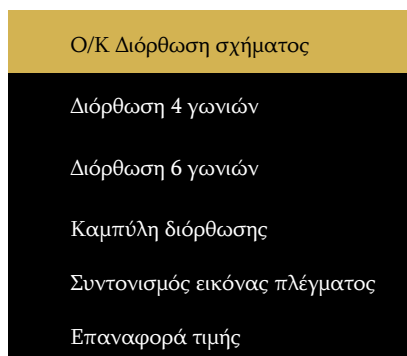 Ο/Κ Διόρθωση σχήματος
Διόρθωση 4 γωνιών
Διόρθωση 6 γωνιών
Καμπύλη διόρθωσης
Συντονισμός εικόνας πλέγματος
Επαναφορά τιμής